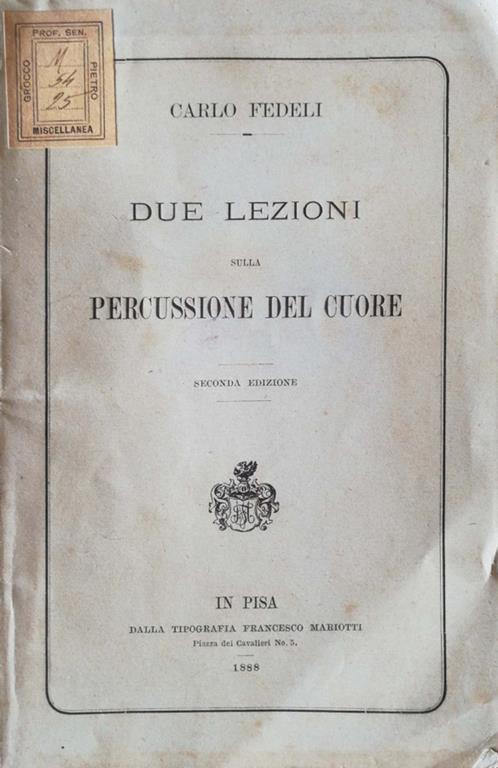 PROF. SEN.
GROCCO
PIETRO
M
54
25
MISCELLANEA
CARLO FEDELI
DUE LEZIONI
SULLA
PERCUSSIONE DEL CUORE
SECONDA EDIZIONE
IN PISA
DALLA TIPOGRAFIA FRANCESCO MARIOTTI
Piazza dei Cavalieri No. 5.
1888